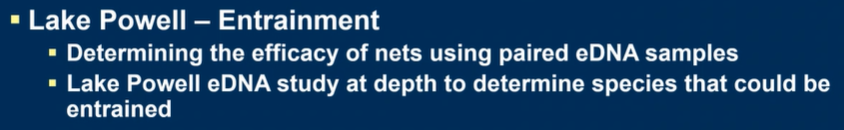 ▪ Lake Powell – Entrainment
▪ Determining the efficacy of nets using paired eDNA samples
▪ Lake Powell eDNA study at depth to determine species that could be
entrained